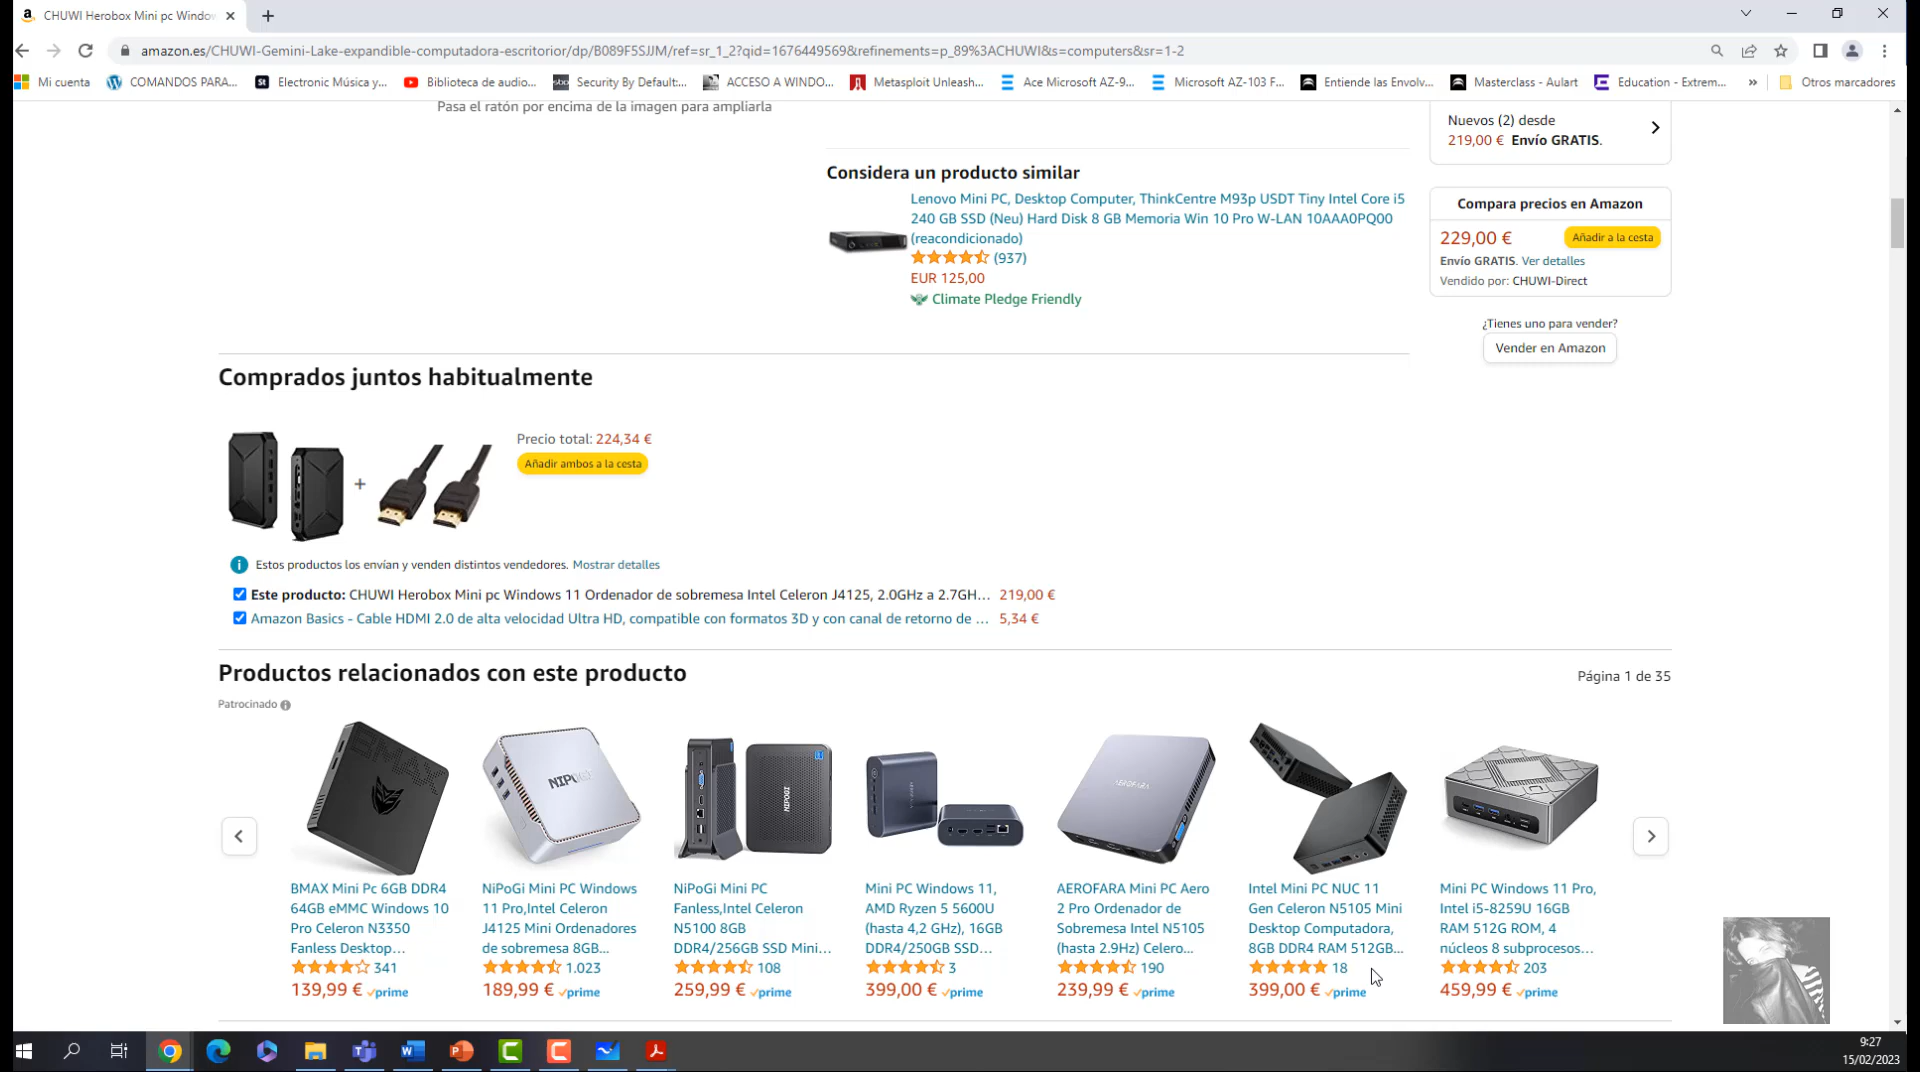 CHUWI Herobox Mini pc Windo
amazon.es/CHUWI-Gemini-Lake-expandible-computadora-escritorio/dp/B089F5SJJM/ref=sr_1_2?qid=1676449569&refinements=p_89%3ACHUWI&s=computers&sr=1-2
Mi cuenta
COMANDOS PARA...
Electronic Música y...
Biblioteca de audio...
Security By Default:...
ACCESO A WINDO...
Metasploit Unleash...
Ace Microsoft AZ-9...
Microsoft AZ-103 F...
Entiende las Envolv...
Masterclass - Aulart
Education - Extrem...
»
Otros marcadores
Pasa el ratón por encima de la imagen para ampliarla
Nuevos (2) desde
219,00 € Envío GRATIS.
Considera un producto similar
Lenovo Mini PC, Desktop Computer, ThinkCentre M93p USDT Tiny Intel Core i5
240 GB SSD (Neu) Hard Disk 8 GB Memoria Win 10 Pro W-LAN 10AAA0PQ00
(reacondicionado)
(937)
EUR 125,00
Climate Pledge Friendly
Compara precios en Amazon
229,00 €
Añadir a la cesta
Envío GRATIS. Ver detalles
Vendido por: CHUWI-Direct
¿Tienes uno para vender?
Vender en Amazon
Comprados juntos habitualmente
+
Precio total: 224,34 €
Añadir ambos a la cesta
Estos productos los envían y venden distintos vendedores. Mostrar detalles
Este producto: CHUWI Herobox Mini pc Windows 11 Ordenador de sobremesa Intel Celeron J4125, 2.0GHz a 2.7GH... 219,00 €
Amazon Basics - Cable HDMI 2.0 de alta velocidad Ultra HD, compatible con formatos 3D y con canal de retorno de ... 5,34 €
Productos relacionados con este producto
Página 1 de 35
Patrocinado
BMAX
NIPOGI
NIPOGI
AEROFARA
BMAX Mini Pc 6GB DDR4
64GB eMMC Windows 10
Pro Celeron N3350
Fanless Desktop...
341
139,99 € prime
NiPoGi Mini PC Windows
11 Pro,Intel Celeron
J4125 Mini Ordenadores
de sobremesa 8GB...
1.023
189,99 € prime
NiPoGi Mini PC
Fanless,Intel Celeron
N5100 8GB
DDR4/256GB SSD Mini...
108
259,99 € prime
Mini PC Windows 11,
AMD Ryzen 5 5600U
(hasta 4,2 GHz), 16GB
DDR4/250GB SSD...
3
399,00 € prime
AEROFARA Mini PC Aero
2 Pro Ordenador de
Sobremesa Intel N5105
(hasta 2.9Hz) Celero...
190
239,99 € prime
Intel Mini PC NUC 11
Gen Celeron N5105 Mini
Desktop Computadora,
8GB DDR4 RAM 512GB...
18
399,00 € prime
Mini PC Windows 11 Pro,
Intel i5-8259U 16GB
RAM 512G ROM, 4
núcleos 8 subprocesos...
203
459,99 € prime
9:27
15/02/2023